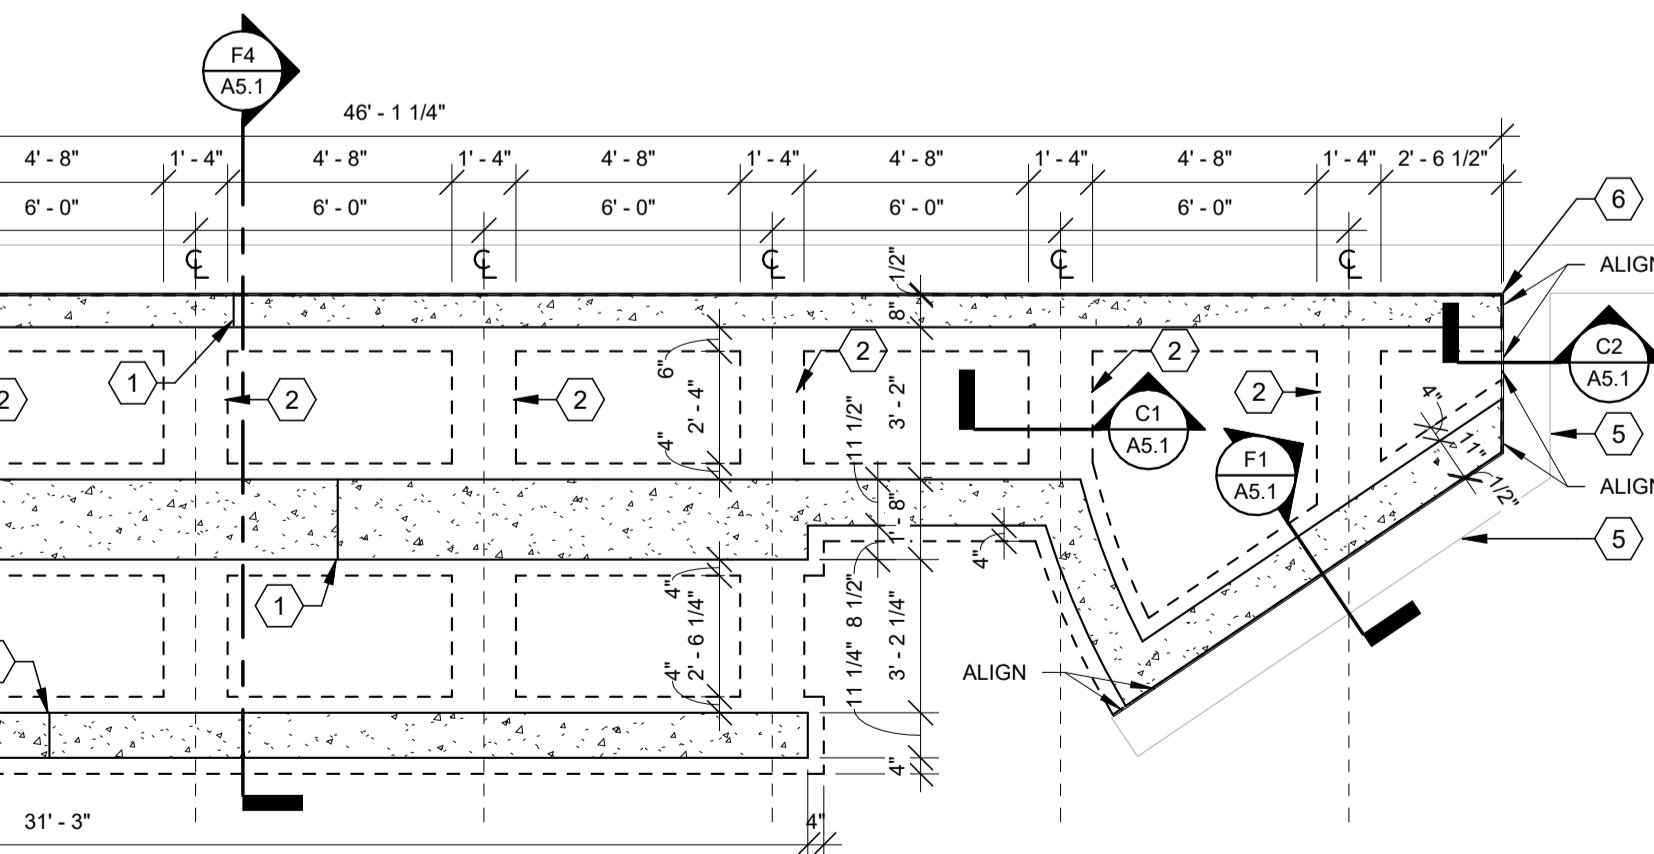 F4
A5.1
46' - 1 1/4"
4' - 8" 1' - 4" 4' - 8" 1' - 4" 4' - 8" 1' - 4" 4' - 8" 1' - 4" 4' - 8" 1' - 4" 2' - 6 1/2"
6' - 0" 6' - 0" 6' - 0" 6' - 0" 6' - 0"
6
℄ ℄ ℄ ℄ ℄
ALIGN
1/2"
8"
1
2
2
2
2
2
2
C2
A5.1
6"
2' - 4"
4"
11 1/2"
3' - 2"
C1
A5.1
4"
11"
1/2"
5
F1
A5.1
ALIGN
1' - 8"
4"
5
1
4"
2' - 6 1/4"
4"
8 1/2"
11 1/4"
3' - 2 1/4"
ALIGN
4"
31' - 3"
4"